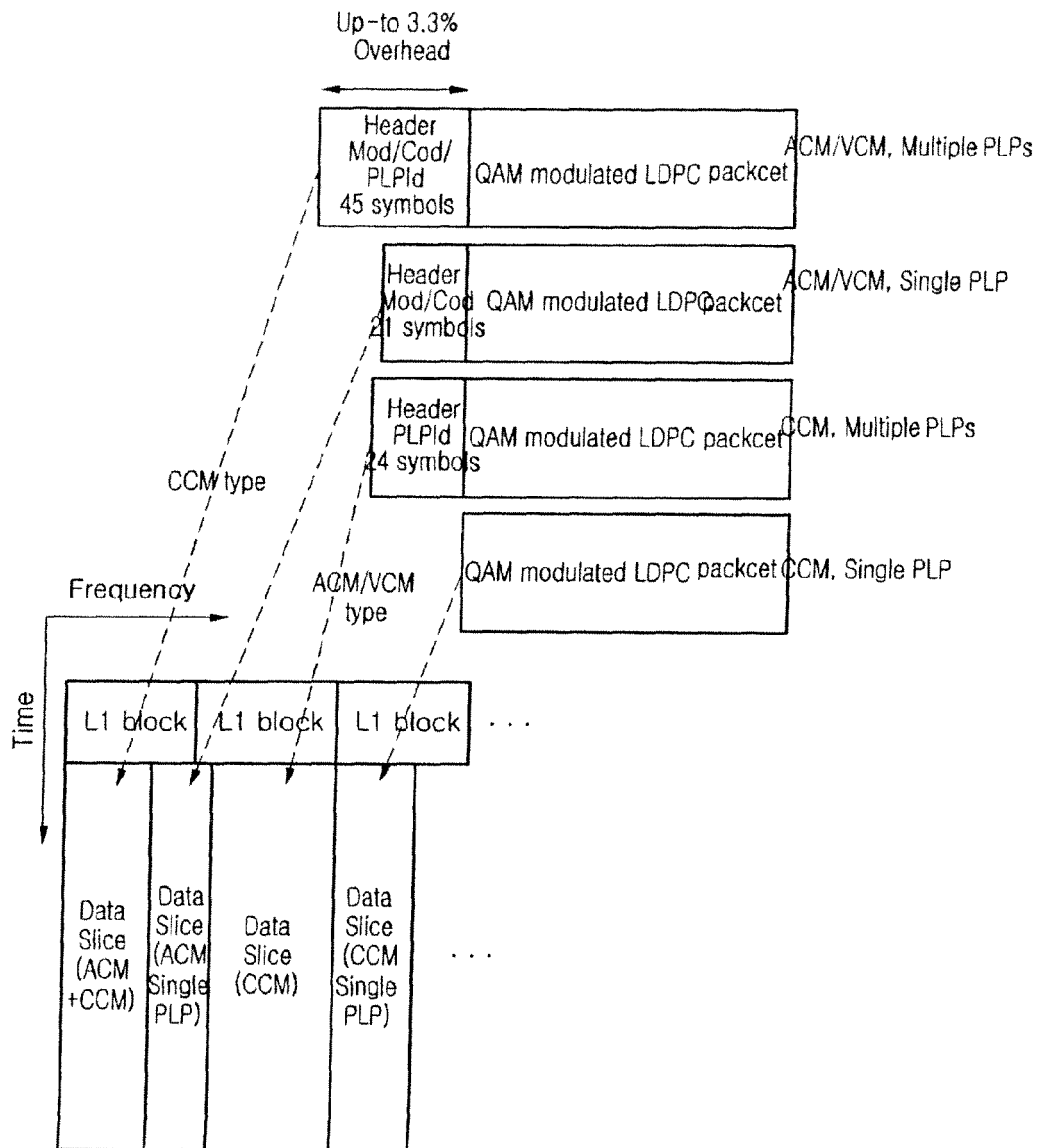 Up-to 3.3%
Overhead
Header
Mod/Cod/
PLPId
45 symbols
QAM modulated LDPC packcet
ACM/VCM, Multiple PLPs
Header
Mod/Cod
21 symbols
QAM modulated LDPC packcet
ACM/VCM, Single PLP
Header
PLPId
24 symbols
QAM modulated LDPC packcet
CCM, Multiple PLPs
CCM type
QAM modulated LDPC packcet
CCM, Single PLP
ACM/VCM
type
Frequency
Time
L1 block
L1 block
L1 block
...
Data
Slice
(ACM
+CCM)
Data
Slice
(ACM
Single
PLP)
Data
Slice
(CCM)
Data
Slice
(CCM
Single
PLP)
...